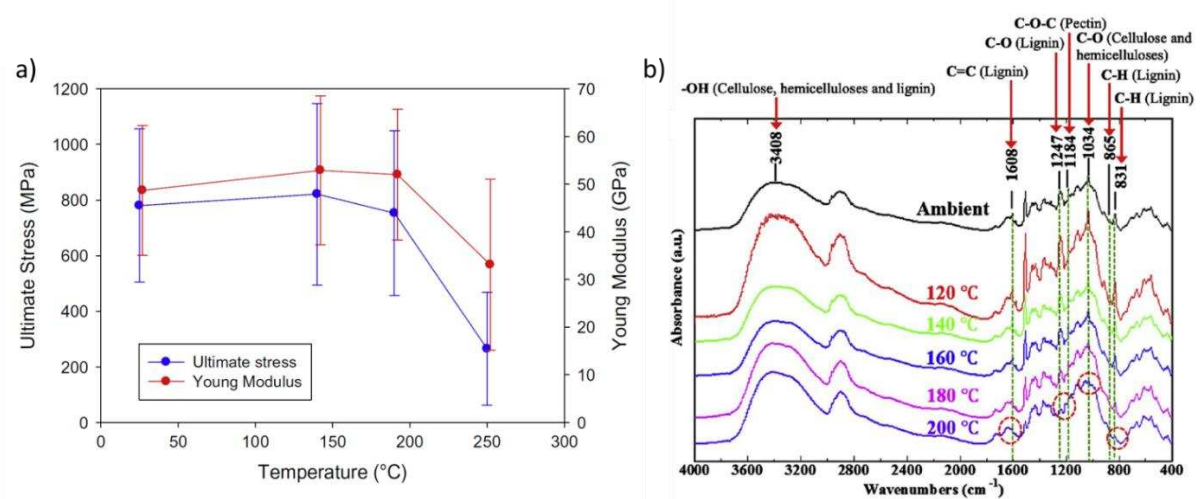 a)
1200
1000
800
600
400
200
0
Ultimate Stress (MPa)
70
60
50
40
30
20
10
0
Young Modulus (GPa)
Ultimate stress
Young Modulus
0 50 100 150 200 250 300
Temperature (°C)
b)
C-O-C (Pectin)
C-O (Lignin)
C-O (Cellulose and
hemicelluloses)
C=C (Lignin)
C-H (Lignin)
-OH (Cellulose, hemicelluloses and lignin)
C-H (Lignin)
3408
1608
1247
1184
1034
865
831
Ambient
120 °C
140 °C
160 °C
180 °C
200 °C
Absorbance (a.u.)
4000 3200 2800 2400 2000 1600 1200 800 400
Wavenumbers (cm⁻¹)